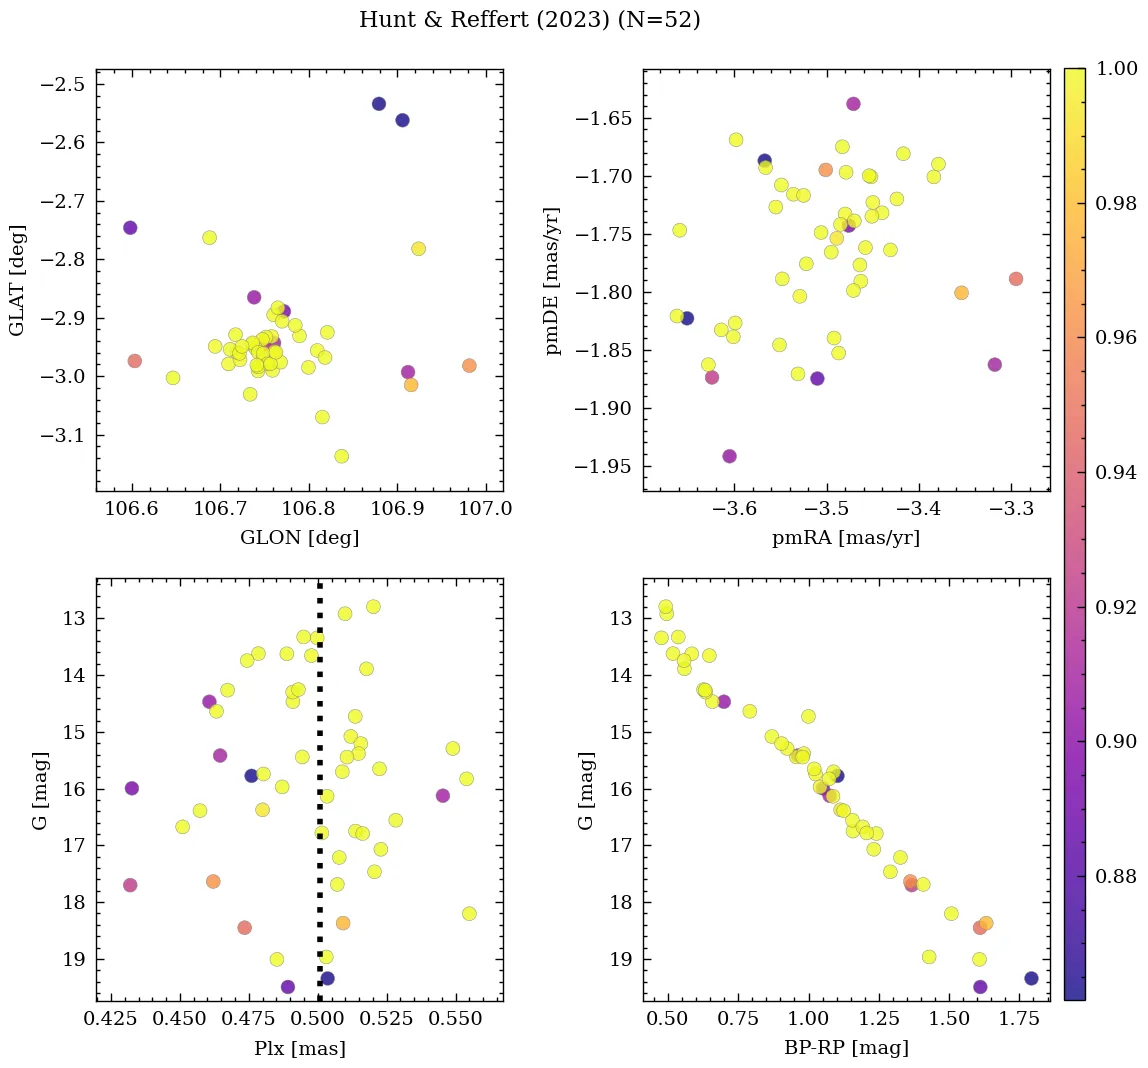 Hunt & Reffert (2023) (N=52)
−2.5
−2.6
−2.7
−2.8
−2.9
−3.0
−3.1
GLAT [deg]
106.6 106.7 106.8 106.9 107.0
GLON [deg]
−1.65
−1.70
−1.75
−1.80
−1.85
−1.90
−1.95
pmDE [mas/yr]
−3.6 −3.5 −3.4 −3.3
pmRA [mas/yr]
1.00
0.98
0.96
0.94
0.92
0.90
0.88
13
14
15
16
17
18
19
G [mag]
0.425 0.450 0.475 0.500 0.525 0.550
Plx [mas]
13
14
15
16
17
18
19
G [mag]
0.50 0.75 1.00 1.25 1.50 1.75
BP-RP [mag]